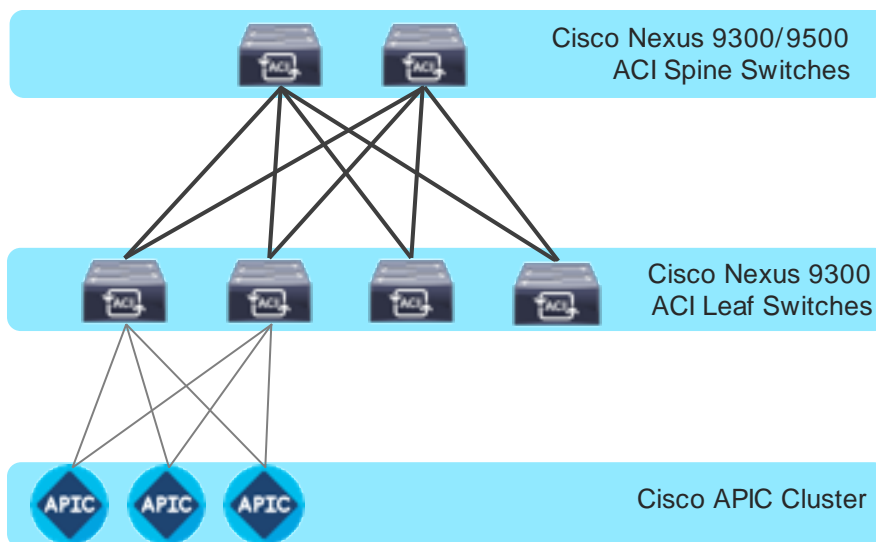 Cisco Nexus 9300/9500
ACI Spine Switches
ACI
ACI
Cisco Nexus 9300
ACI Leaf Switches
ACI
ACI
ACI
ACI
Cisco APIC Cluster
APIC
APIC
APIC